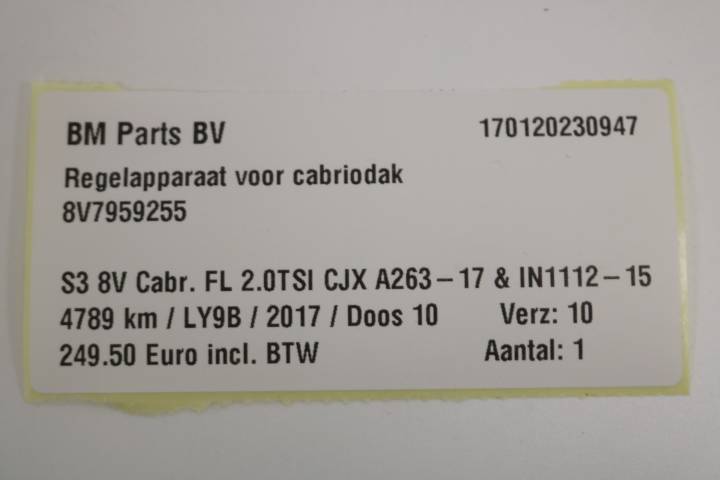 BM Parts BV 170120230947
Regelapparaat voor cabriodak
8V7959255
S3 8V Cabr. FL 2.0TSI CJX A263-17 & IN1112-15
4789 km / LY9B / 2017 / Doos 10 Verz: 10
249.50 Euro incl. BTW Aantal: 1